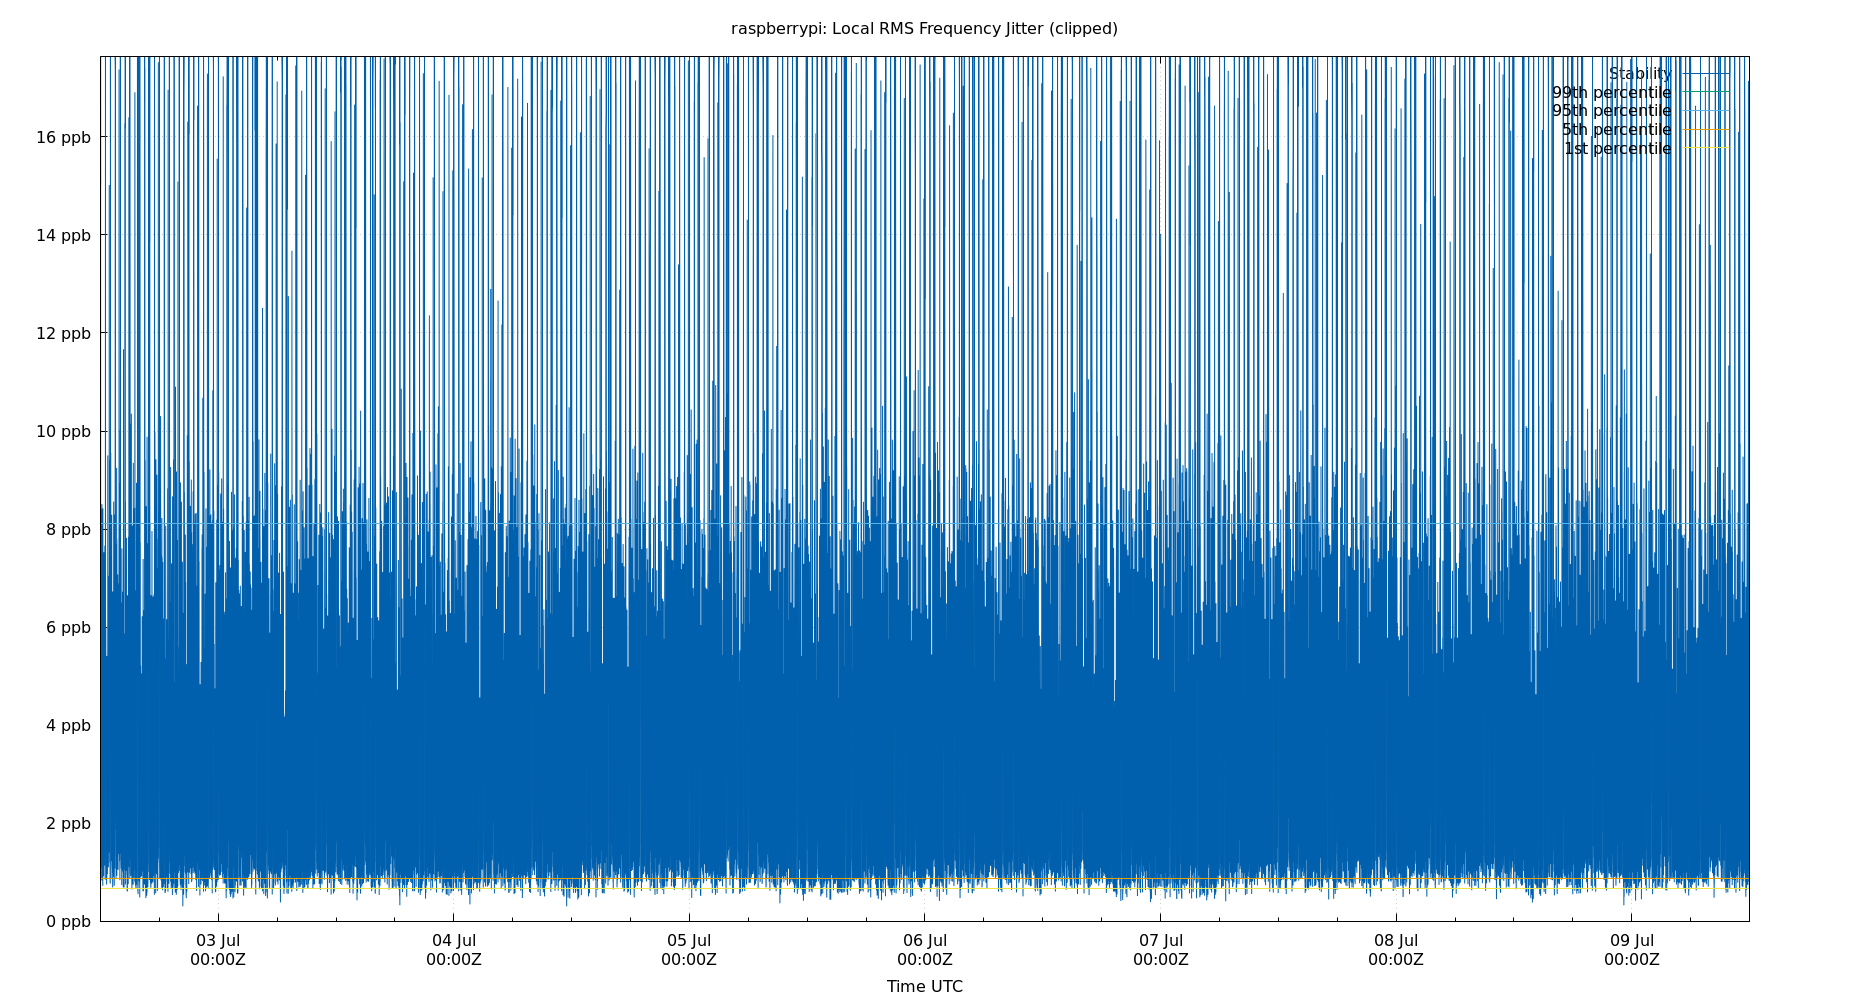 raspberrypi: Local RMS Frequency Jitter (clipped)
Stability
99th percentile
95th percentile
5th percentile
1st percentile
16 ppb
14 ppb
12 ppb
10 ppb
8 ppb
6 ppb
4 ppb
2 ppb
0 ppb
03 Jul 04 Jul 05 Jul 06 Jul 07 Jul 08 Jul 09 Jul
00:00Z 00:00Z 00:00Z 00:00Z 00:00Z 00:00Z 00:00Z
Time UTC